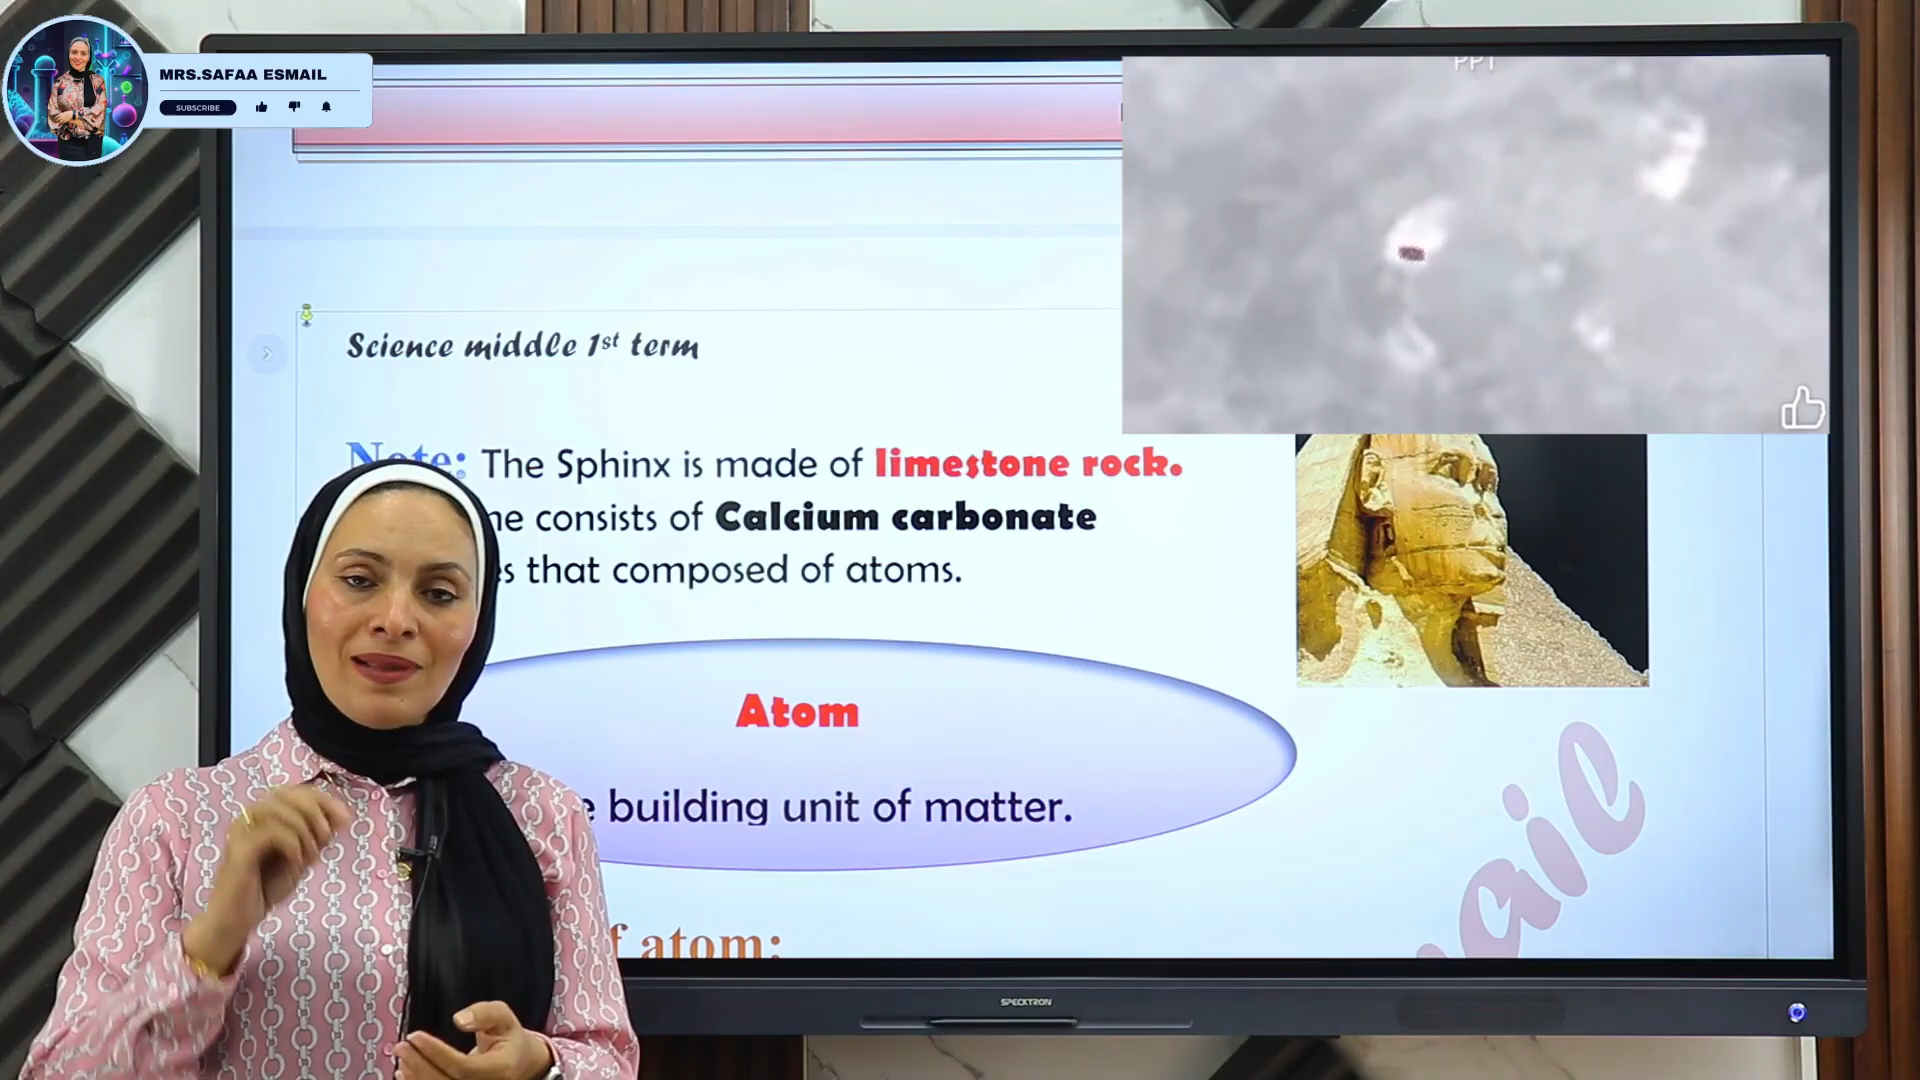 MRS.SAFAA ESMAIL
SUBSCRIBE
PPT
Science middle 1st term
Note: The Sphinx is made of limestone rock.
consists of Calcium carbonate
that composed of atoms.
Atom
building unit of matter.
atom:
SPECKTRON